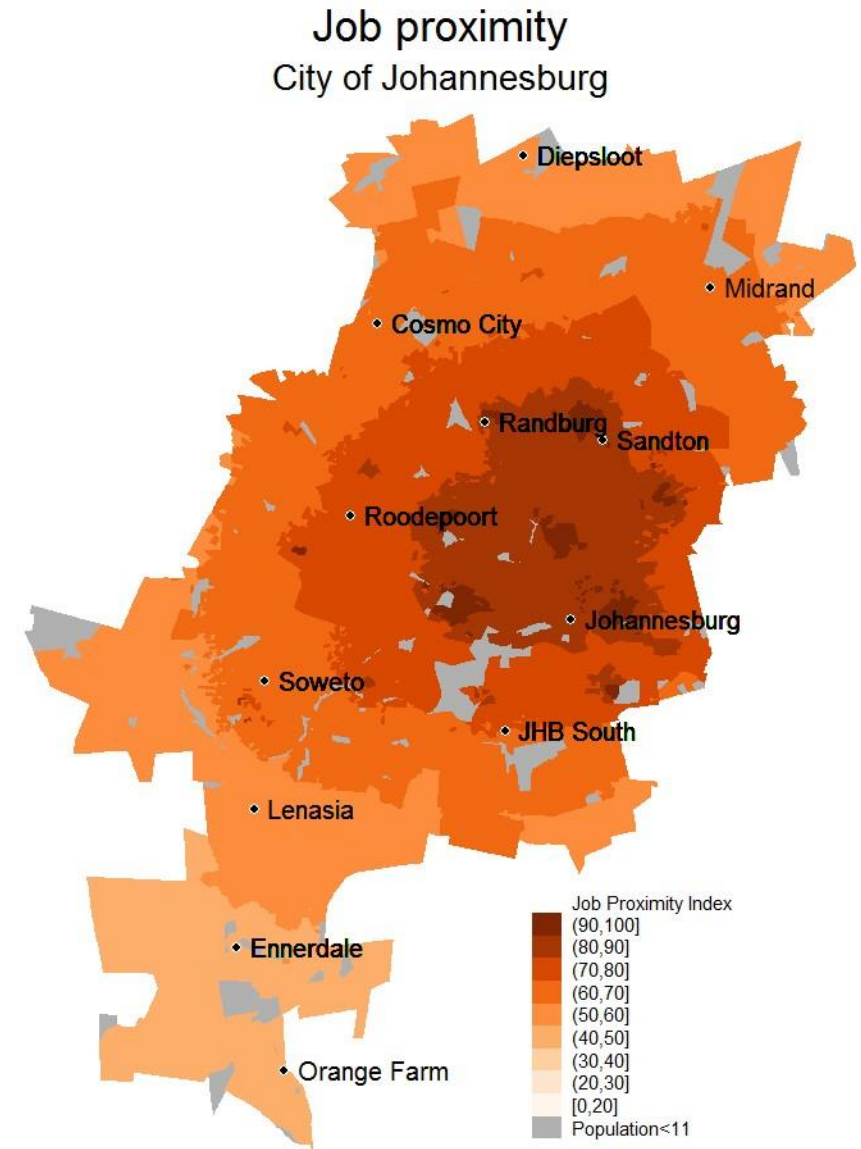 Job proximity
City of Johannesburg
Diepsloot
Midrand
Cosmo City
Randburg
Sandton
Roodepoort
Johannesburg
Soweto
JHB South
Lenasia
Ennerdale
Orange Farm
Job Proximity Index
(90,100]
(80,90]
(70,80]
(60,70]
(50,60]
(40,50]
(30,40]
(20,30]
[0,20]
Population<11